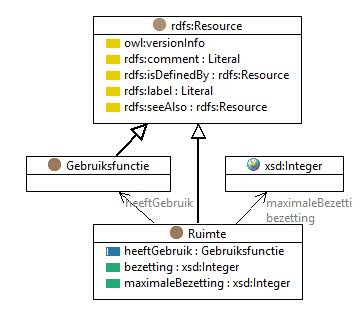 rdfs:Resource
owl:versionInfo
rdfs:comment : Literal
rdfs:isDefinedBy : rdfs:Resource
rdfs:label : Literal
rdfs:seeAlso : rdfs:Resource
Gebruiksfunctie
xsd:Integer
heeftGebruik
maximaleBezetti
bezetting
Ruimte
heeftGebruik : Gebruiksfunctie
bezetting : xsd:Integer
maximaleBezetting : xsd:Integer